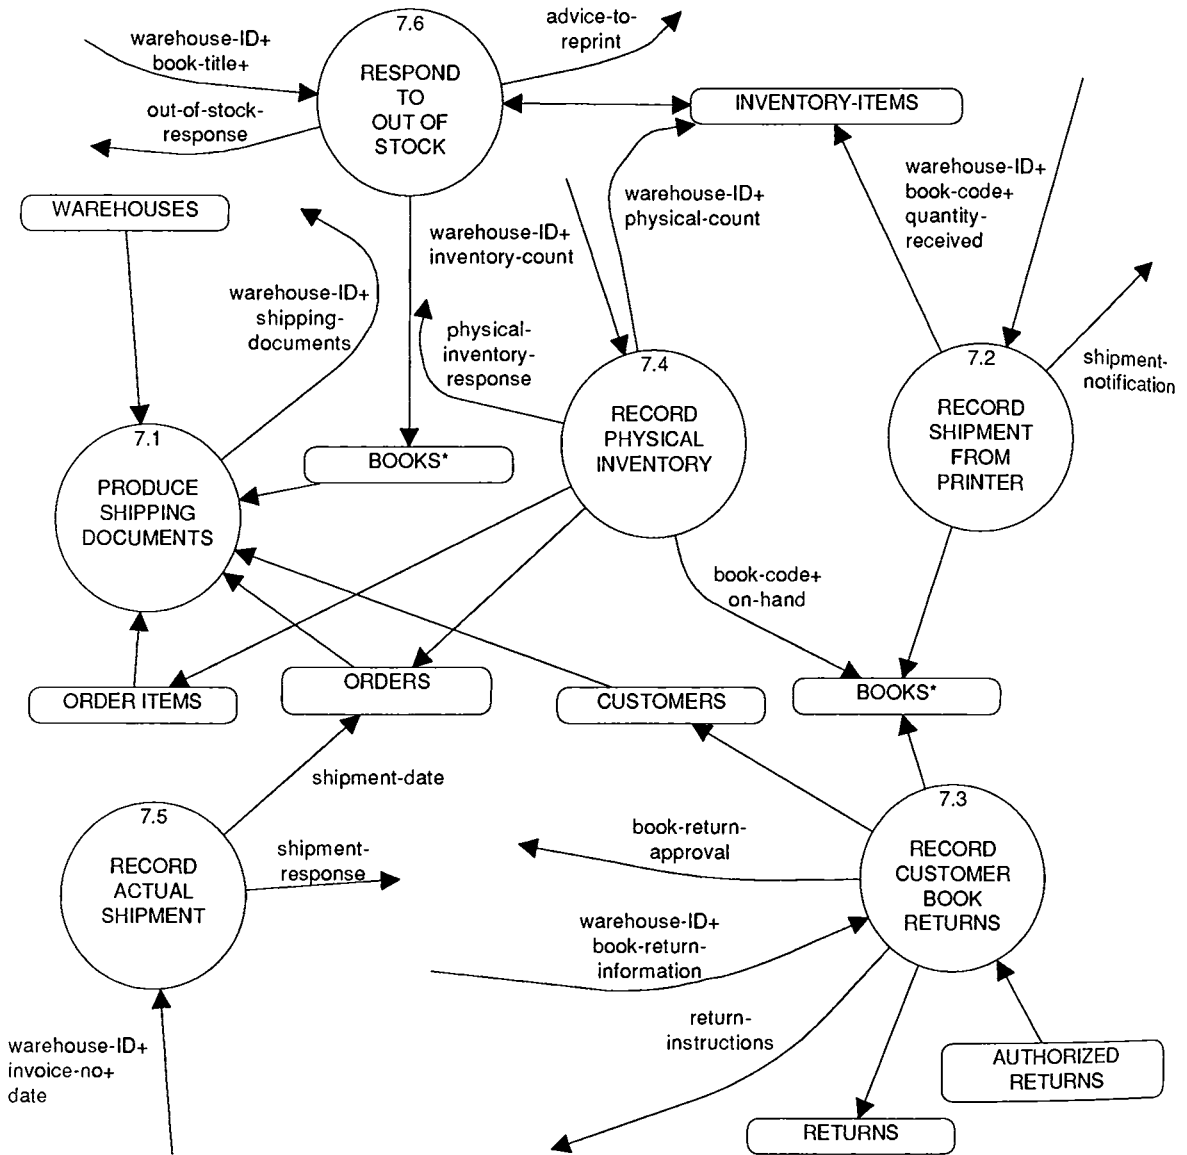 7.6
RESPOND
TO
OUT OF
STOCK
warehouse-ID+
book-title+
advice-to-
reprint
out-of-stock-
response
INVENTORY-ITEMS
WAREHOUSES
warehouse-ID+
physical-count
warehouse-ID+
book-code+
quantity-
received
warehouse-ID+
inventory-count
warehouse-ID+
shipping-
documents
physical-
inventory-
response
shipment-
notification
7.4
RECORD
PHYSICAL
INVENTORY
7.2
RECORD
SHIPMENT
FROM
PRINTER
7.1
PRODUCE
SHIPPING
DOCUMENTS
BOOKS*
book-code+
on-hand
ORDER ITEMS
ORDERS
CUSTOMERS
BOOKS*
shipment-date
7.5
RECORD
ACTUAL
SHIPMENT
shipment-
response
book-return-
approval
7.3
RECORD
CUSTOMER
BOOK
RETURNS
warehouse-ID+
book-return-
information
return-
instructions
warehouse-ID+
invoice-no+
date
AUTHORIZED
RETURNS
RETURNS